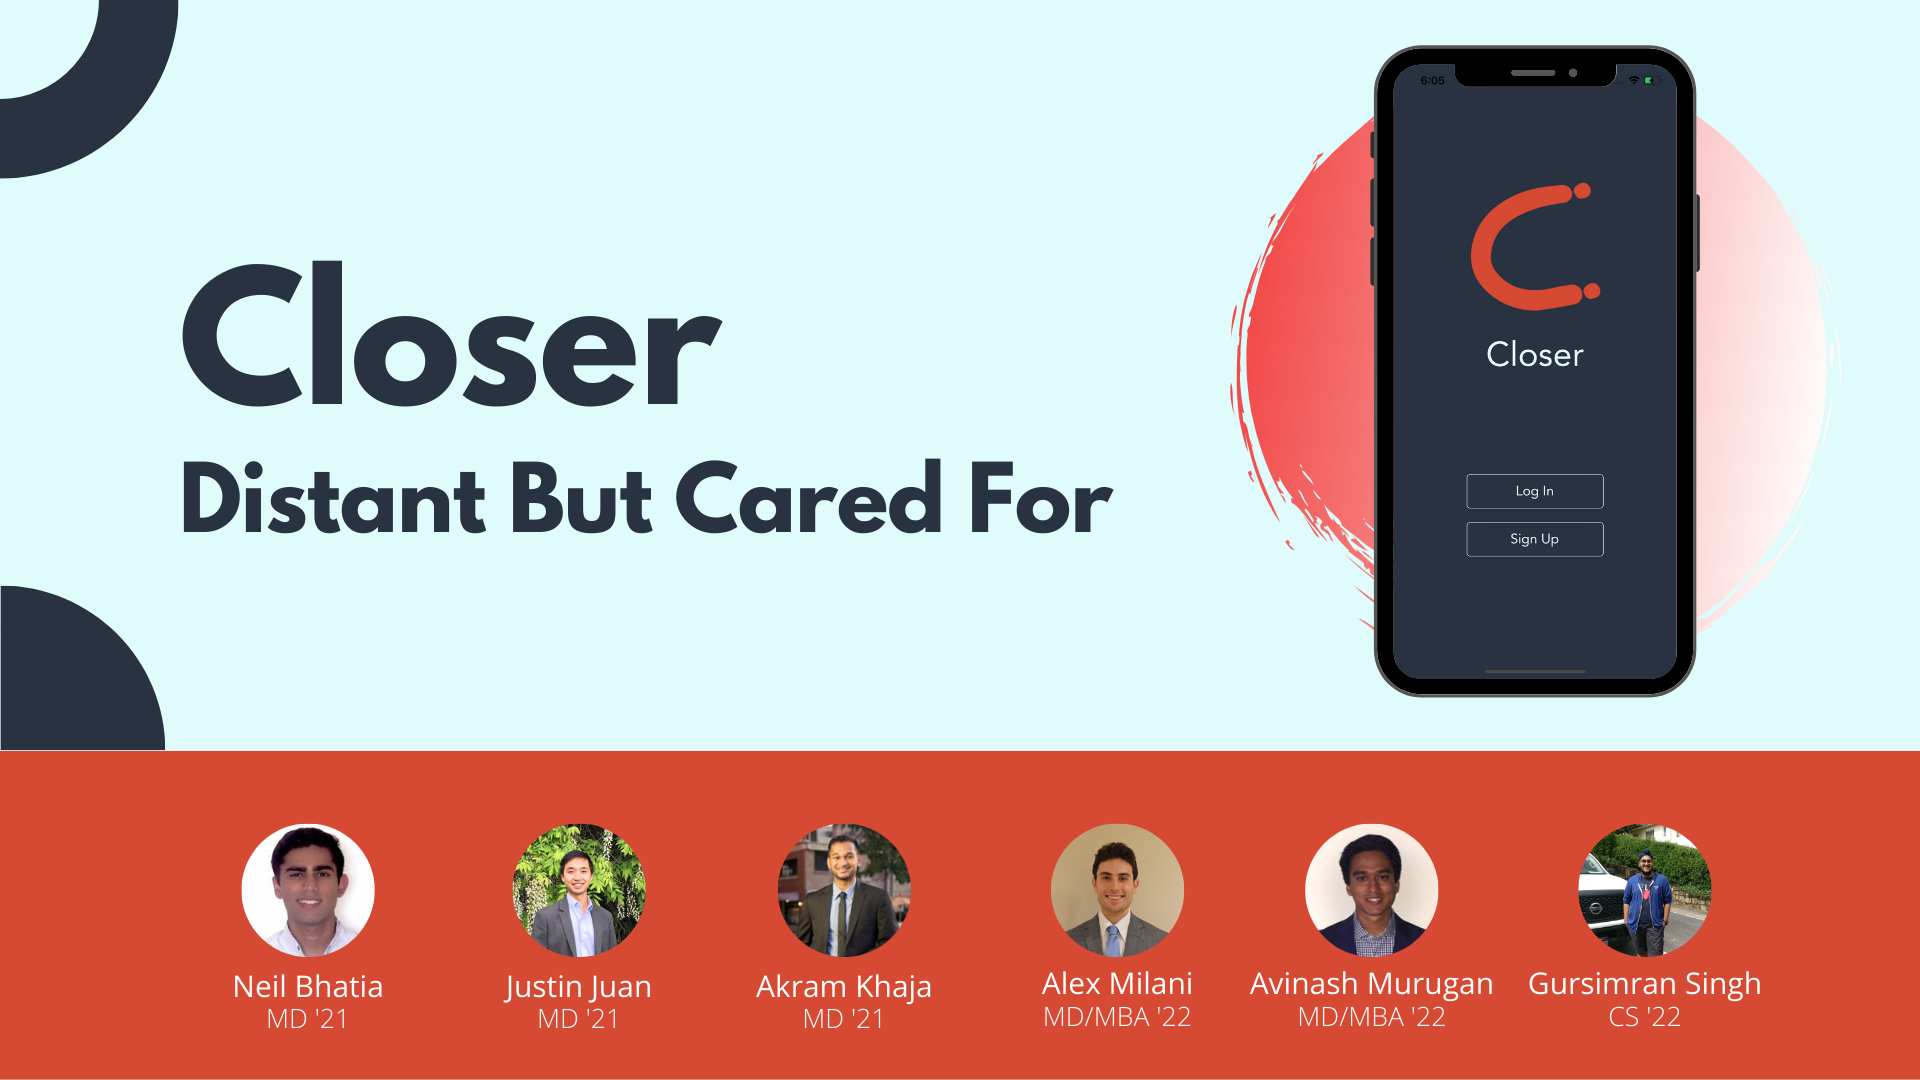 Closer
Distant But Cared For
6:05
Closer
Log In
Sign Up
Neil Bhatia
MD '21
Justin Juan
MD '21
Akram Khaja
MD '21
Alex Milani
MD/MBA '22
Avinash Murugan
MD/MBA '22
Gursimran Singh
CS '22